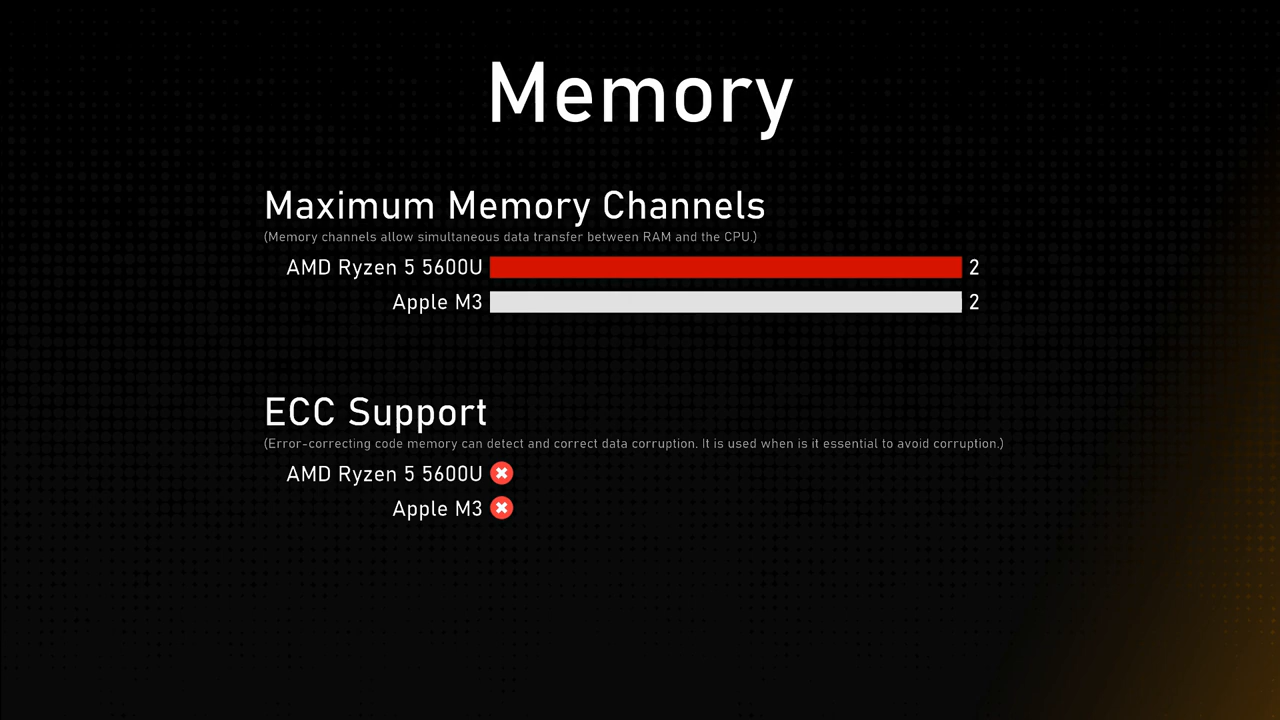 Memory
Maximum Memory Channels
(Memory channels allow simultaneous data transfer between RAM and the CPU.)
AMD Ryzen 5 5600U 2
Apple M3 2
ECC Support
(Error-correcting code memory can detect and correct data corruption. It is used when is it essential to avoid corruption.)
AMD Ryzen 5 5600U
Apple M3